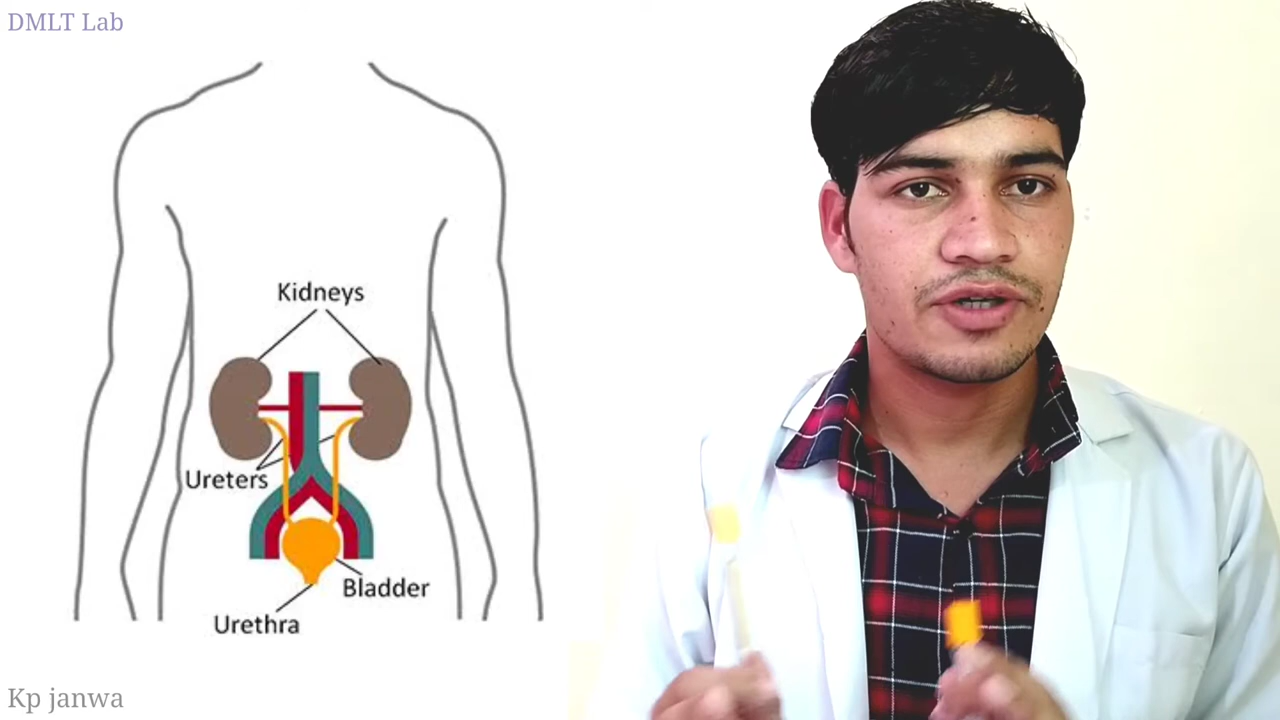 DMLT Lab
Kidneys
Ureters
Bladder
Urethra
Kp janwa